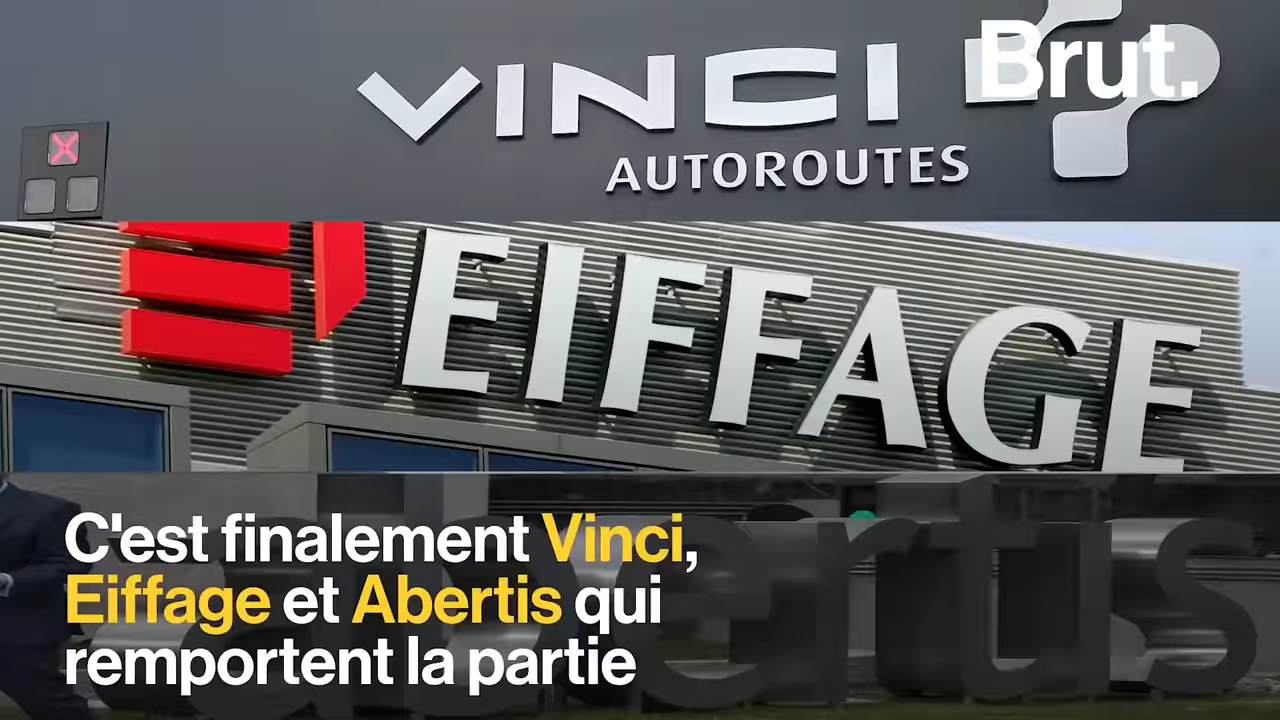 VINCI
Brut.
AUTOROUTES
EIFFAGE
abertis
C'est finalement Vinci,
Eiffage et Abertis qui
remportent la partie